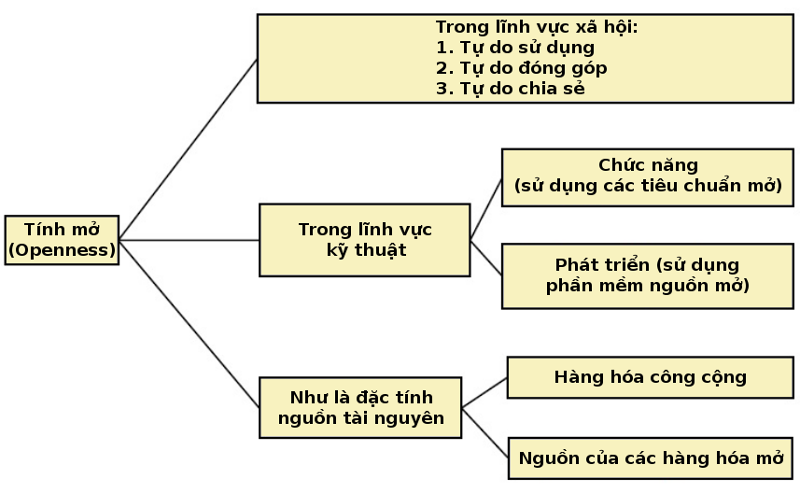 Trong lĩnh vực xã hội:
1. Tự do sử dụng
2. Tự do đóng góp
3. Tự do chia sẻ
Tính mở
(Openness)
Trong lĩnh vực
kỹ thuật
Chức năng
(sử dụng các tiêu chuẩn mở)
Phát triển (sử dụng
phần mềm nguồn mở)
Như là đặc tính
nguồn tài nguyên
Hàng hóa công cộng
Nguồn của các hàng hóa mở